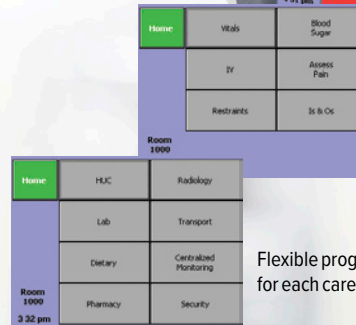 Home
Vitals
Blood
Sugar
IV
Assess
Pain
Restraints
Is & Os
Room
1000
Home
HUC
Radiology
Lab
Transport
Dietary
Centralized
Monitoring
Pharmacy
Security
Room
1000
3 32 pm
Flexible prog
for each care